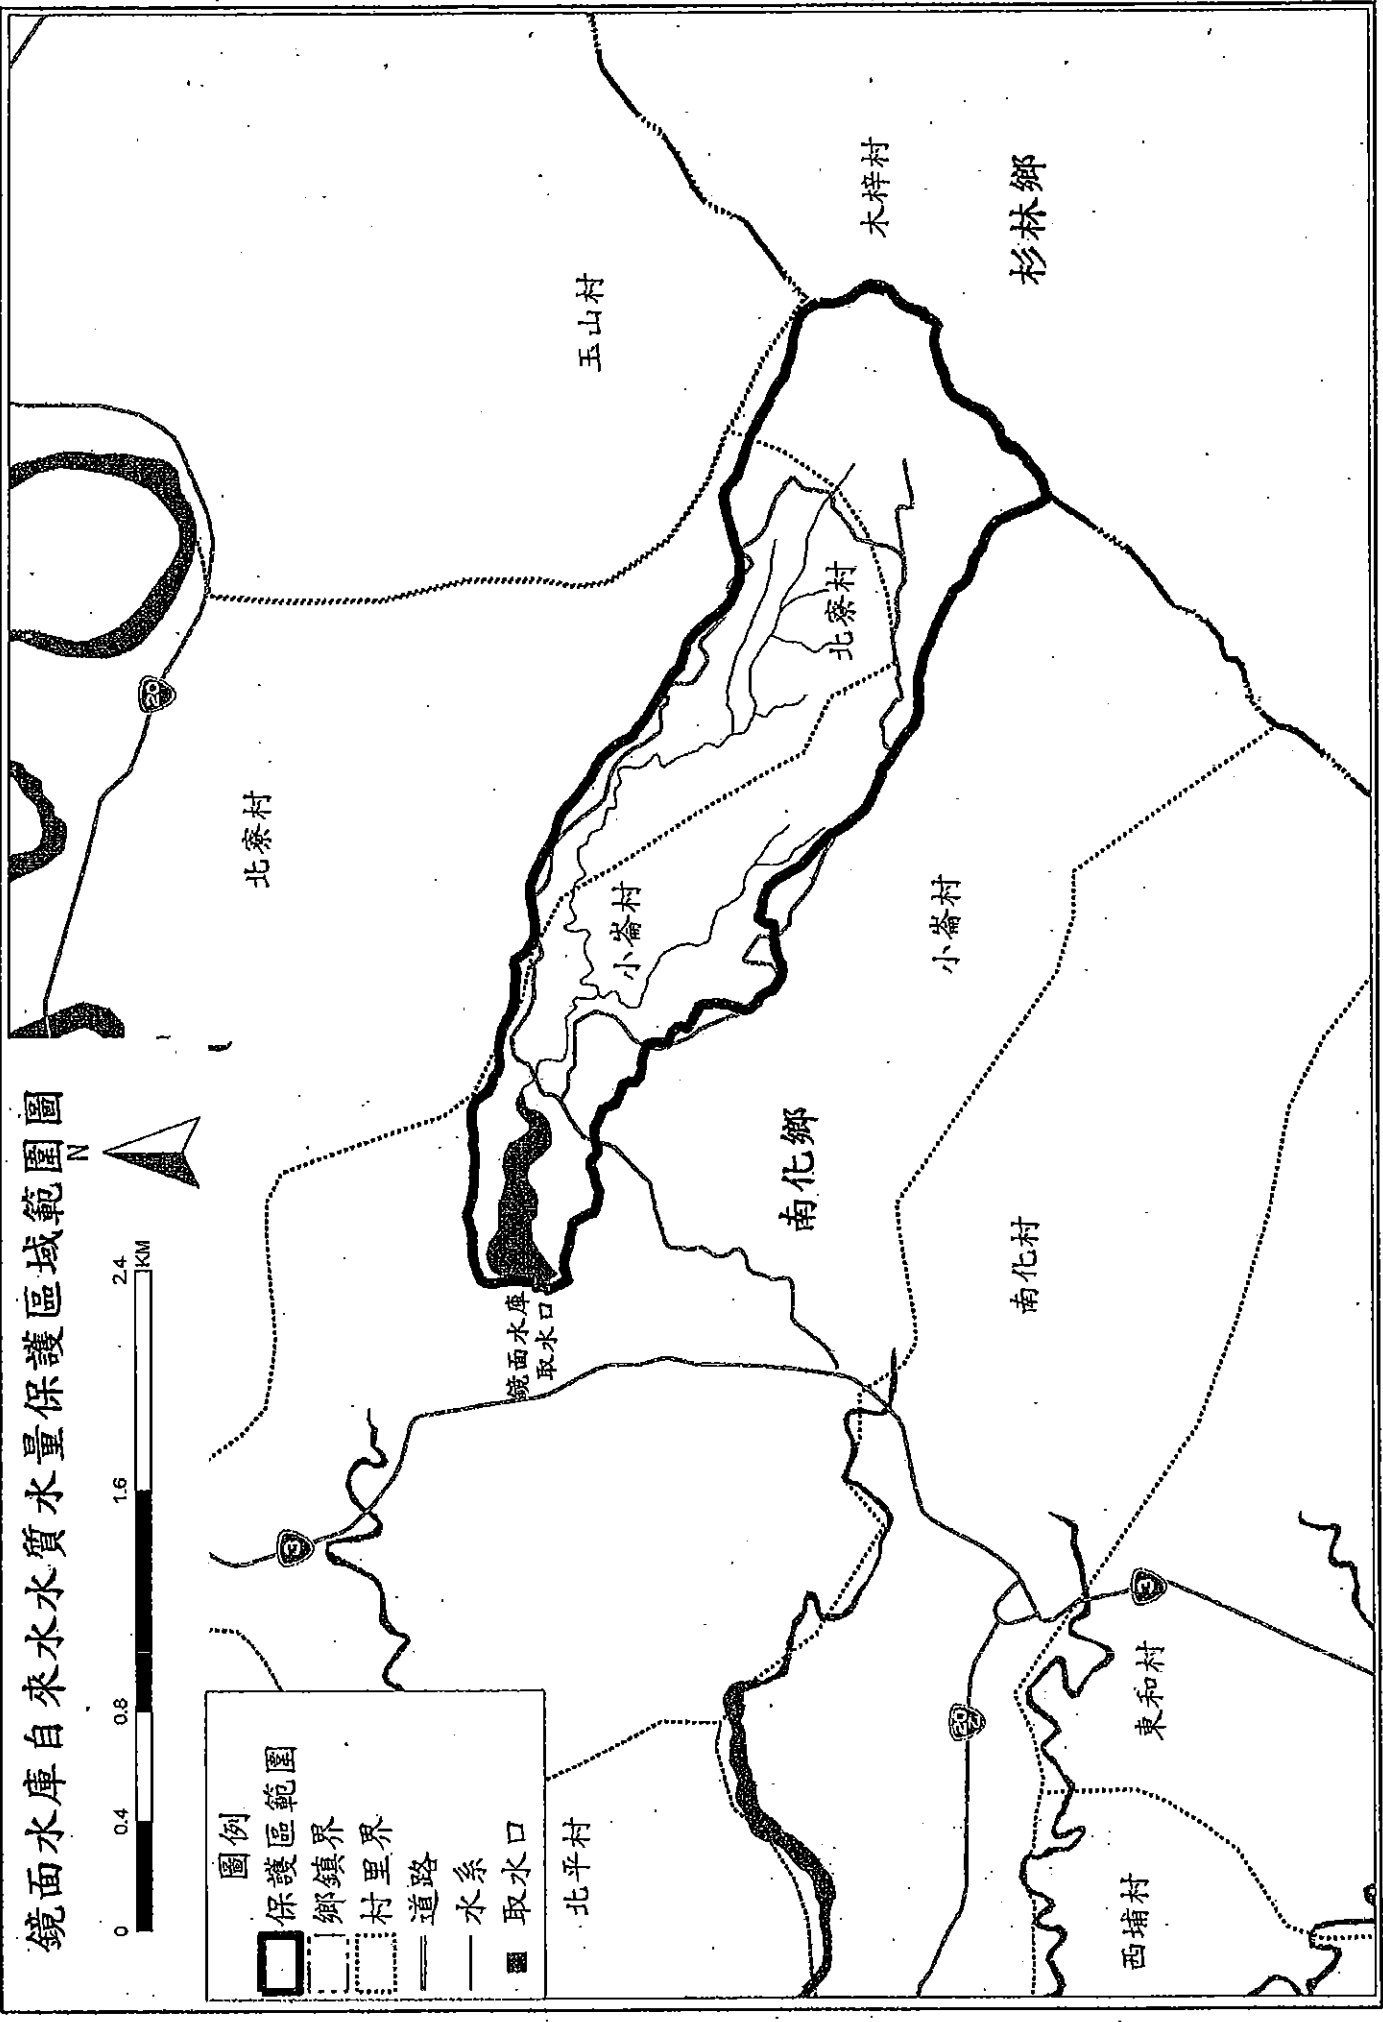 鏡面水庫自來水水質水量保護區域範圍圖
N
0 0.4 0.8 1.6 2.4
KM
圖例
保護區範圍
鄉鎮界
村里界
道路
水系
取水口
20
3
20
3
北寮村
玉山村
木梓村
杉林鄉
北寮村
小崙村
小崙村
鏡面水庫
取水口
南化鄉
南化村
北平村
東和村
西埔村